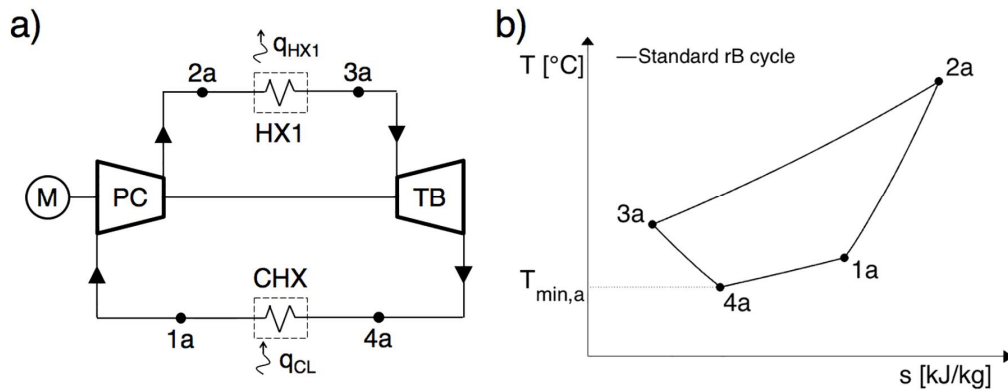 a)
q_HX1
2a
3a
HX1
M
PC
TB
CHX
1a
4a
q_CL
b)
T [°C]
—Standard rB cycle
2a
3a
1a
T_min,a
4a
s [kJ/kg]